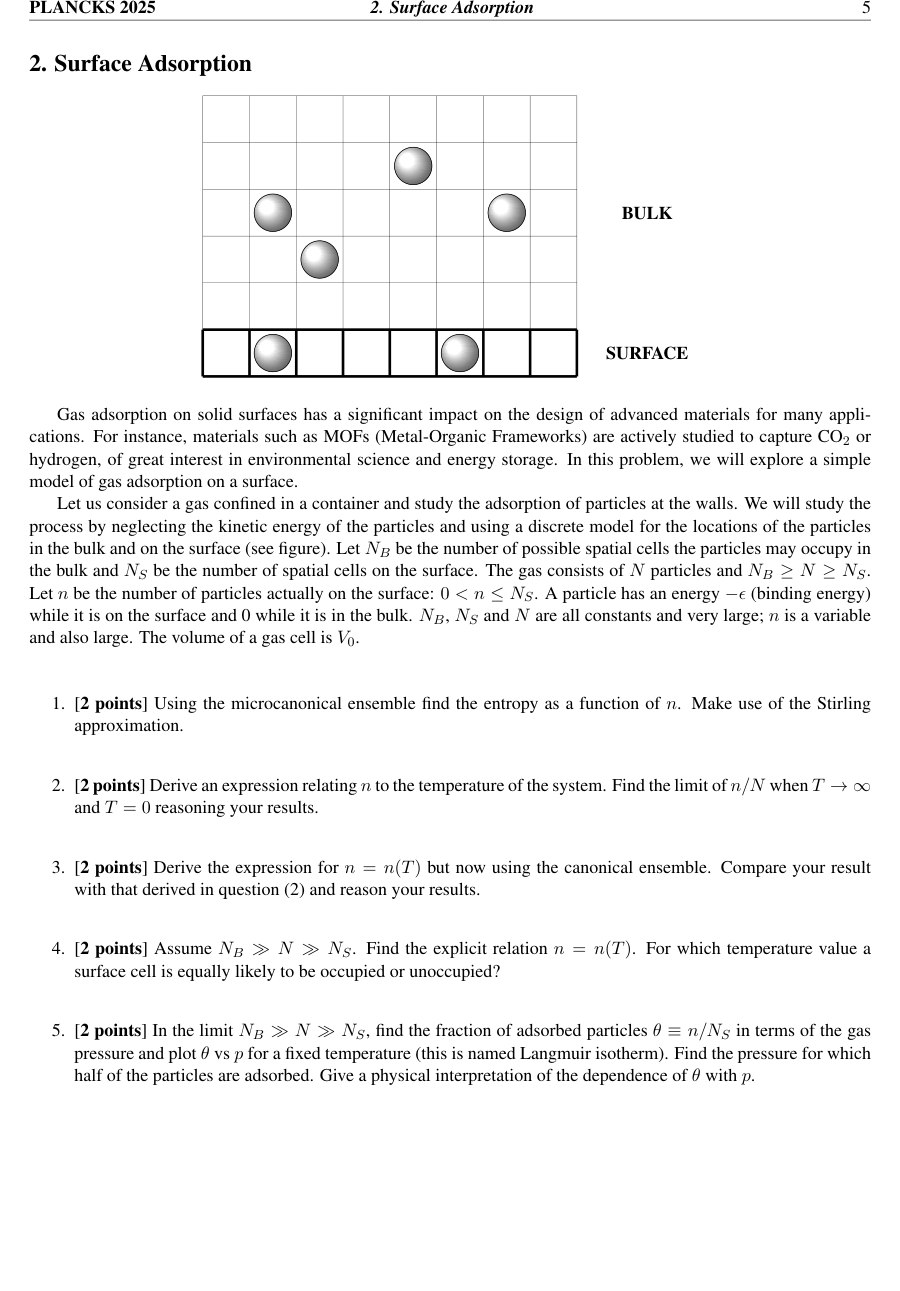 PLANCKS 2025 2. Surface Adsorption 5
2. Surface Adsorption
BULK
SURFACE
Gas adsorption on solid surfaces has a significant impact on the design of advanced materials for many appli-
cations. For instance, materials such as MOFs (Metal-Organic Frameworks) are actively studied to capture CO₂ or
hydrogen, of great interest in environmental science and energy storage. In this problem, we will explore a simple
model of gas adsorption on a surface.
Let us consider a gas confined in a container and study the adsorption of particles at the walls. We will study the
process by neglecting the kinetic energy of the particles and using a discrete model for the locations of the particles
in the bulk and on the surface (see figure). Let N_B be the number of possible spatial cells the particles may occupy in
the bulk and N_S be the number of spatial cells on the surface. The gas consists of N particles and N_B ≥ N ≥ N_S.
Let n be the number of particles actually on the surface: 0 < n ≤ N_S. A particle has an energy −ϵ (binding energy)
while it is on the surface and 0 while it is in the bulk. N_B, N_S and N are all constants and very large; n is a variable
and also large. The volume of a gas cell is V₀.
1. [2 points] Using the microcanonical ensemble find the entropy as a function of n. Make use of the Stirling
approximation.
2. [2 points] Derive an expression relating n to the temperature of the system. Find the limit of n/N when T → ∞
and T = 0 reasoning your results.
3. [2 points] Derive the expression for n = n(T) but now using the canonical ensemble. Compare your result
with that derived in question (2) and reason your results.
4. [2 points] Assume N_B ≫ N ≫ N_S. Find the explicit relation n = n(T). For which temperature value a
surface cell is equally likely to be occupied or unoccupied?
5. [2 points] In the limit N_B ≫ N ≫ N_S, find the fraction of adsorbed particles θ ≡ n/N_S in terms of the gas
pressure and plot θ vs p for a fixed temperature (this is named Langmuir isotherm). Find the pressure for which
half of the particles are adsorbed. Give a physical interpretation of the dependence of θ with p.